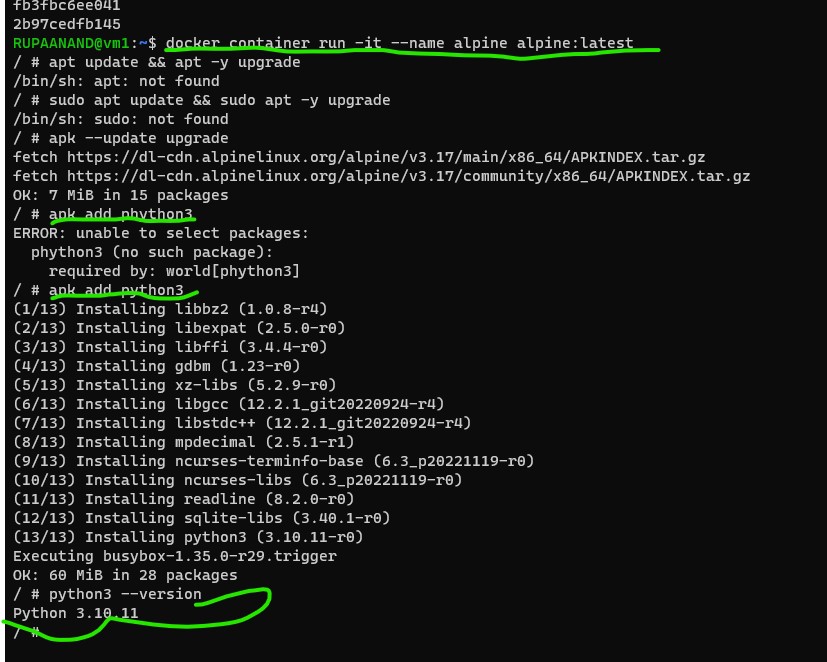 fb3fbc6ee041
2b97cedfb145
RUPAANAND@vm1:~$ docker container run -it --name alpine alpine:latest
/ # apt update && apt -y upgrade
/bin/sh: apt: not found
/ # sudo apt update && sudo apt -y upgrade
/bin/sh: sudo: not found
/ # apk --update upgrade
fetch https://dl-cdn.alpinelinux.org/alpine/v3.17/main/x86_64/APKINDEX.tar.gz
fetch https://dl-cdn.alpinelinux.org/alpine/v3.17/community/x86_64/APKINDEX.tar.gz
OK: 7 MiB in 15 packages
/ # apk add phython3
ERROR: unable to select packages:
  phython3 (no such package):
    required by: world[phython3]
/ # apk add python3
(1/13) Installing libbz2 (1.0.8-r4)
(2/13) Installing libexpat (2.5.0-r0)
(3/13) Installing libffi (3.4.4-r0)
(4/13) Installing gdbm (1.23-r0)
(5/13) Installing xz-libs (5.2.9-r0)
(6/13) Installing libgcc (12.2.1_git20220924-r4)
(7/13) Installing libstdc++ (12.2.1_git20220924-r4)
(8/13) Installing mpdecimal (2.5.1-r1)
(9/13) Installing ncurses-terminfo-base (6.3_p20221119-r0)
(10/13) Installing ncurses-libs (6.3_p20221119-r0)
(11/13) Installing readline (8.2.0-r0)
(12/13) Installing sqlite-libs (3.40.1-r0)
(13/13) Installing python3 (3.10.11-r0)
Executing busybox-1.35.0-r29.trigger
OK: 60 MiB in 28 packages
/ # python3 --version
Python 3.10.11
/ #